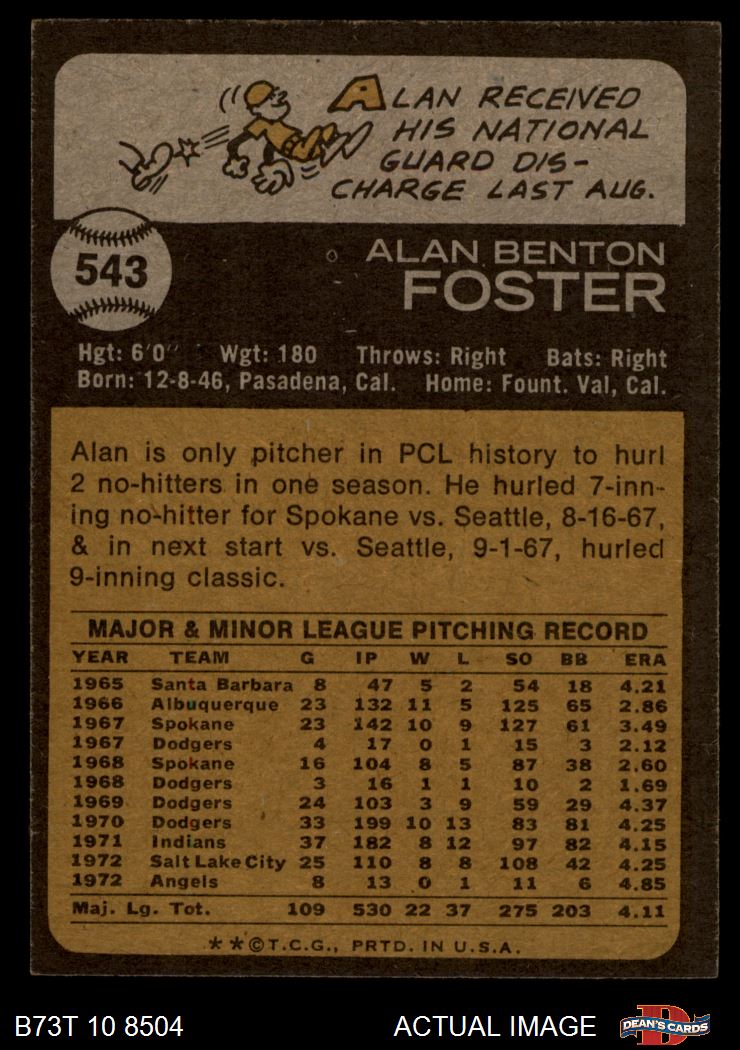 ALAN RECEIVED
HIS NATIONAL
GUARD DIS-
CHARGE LAST AUG.
543
ALAN BENTON
FOSTER
Hgt: 6'0" Wgt: 180 Throws: Right Bats: Right
Born: 12-8-46, Pasadena, Cal. Home: Fount. Val, Cal.
Alan is only pitcher in PCL history to hurl
2 no-hitters in one season. He hurled 7-inn-
ing no-hitter for Spokane vs. Seattle, 8-16-67,
& in next start vs. Seattle, 9-1-67, hurled
9-inning classic.
MAJOR & MINOR LEAGUE PITCHING RECORD
YEAR TEAM G IP W L SO BB ERA
1965 Santa Barbara 8 47 5 2 54 18 4.21
1966 Albuquerque 23 132 11 5 125 65 2.86
1967 Spokane 23 142 10 9 127 61 3.49
1967 Dodgers 4 17 0 1 15 3 2.12
1968 Spokane 16 104 8 5 87 38 2.60
1968 Dodgers 3 16 1 1 10 2 1.69
1969 Dodgers 24 103 3 9 59 29 4.37
1970 Dodgers 33 199 10 13 83 81 4.25
1971 Indians 37 182 8 12 97 82 4.15
1972 Salt Lake City 25 110 8 8 108 42 4.25
1972 Angels 8 13 0 1 11 6 4.85
Maj. Lg. Tot. 109 530 22 37 275 203 4.11
**©T.C.G., PRTD. IN U.S.A.
B73T 10 8504 ACTUAL IMAGE D DEAN'S CARDS